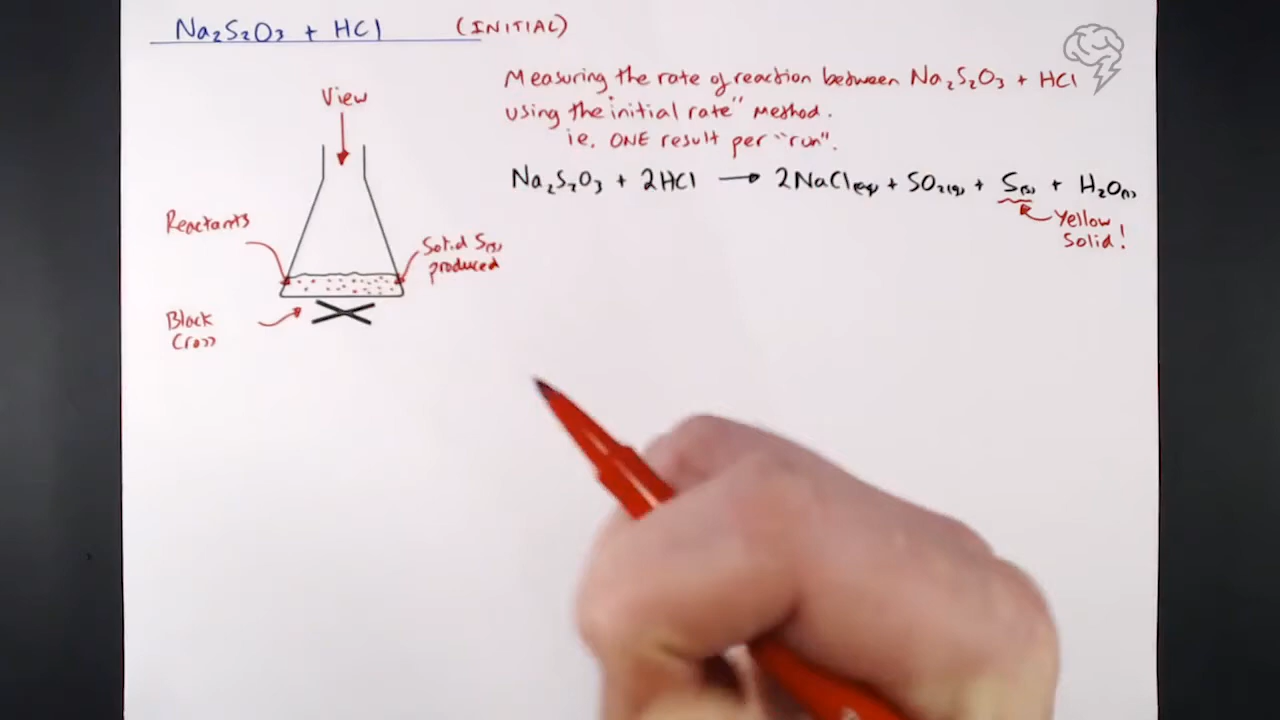 Na₂S₂O₃ + HCl (INITIAL)
View
Reactants
Solid S(s)
produced
Black
Cross
Measuring the rate of reaction between Na₂S₂O₃ + HCl
using the "initial rate" method.
ie. ONE result per "run".
Na₂S₂O₃ + 2HCl → 2NaCl(aq) + SO₂(g) + S(s) + H₂O(l)
Yellow
Solid!